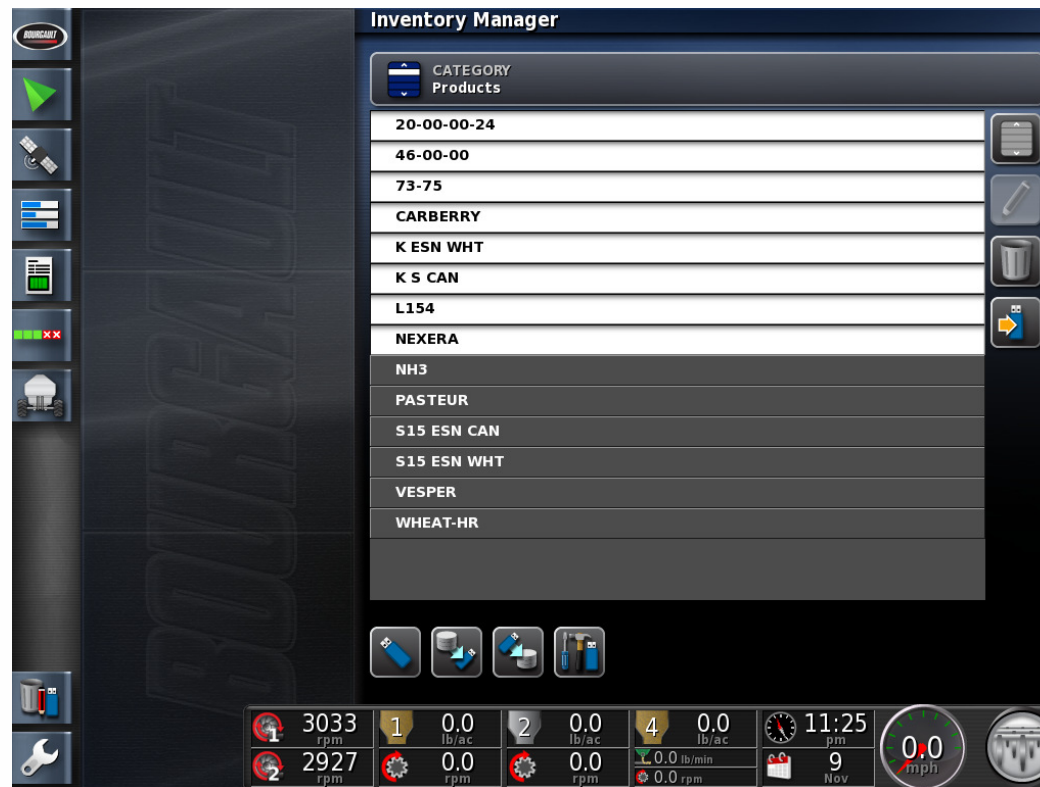 BOURGAULT
Inventory Manager
CATEGORY
Products
20-00-00-24
46-00-00
73-75
CARBERRY
K ESN WHT
K S CAN
L154
NEXERA
NH3
PASTEUR
S15 ESN CAN
S15 ESN WHT
VESPER
WHEAT-HR
BOURGAULT
1 3033 rpm
1 0.0 lb/ac
2 0.0 lb/ac
4 0.0 lb/ac
11:25 pm
2 2927 rpm
0.0 rpm
0.0 rpm
0.0 lb/min
0.0 rpm
9 Nov
0.0 mph